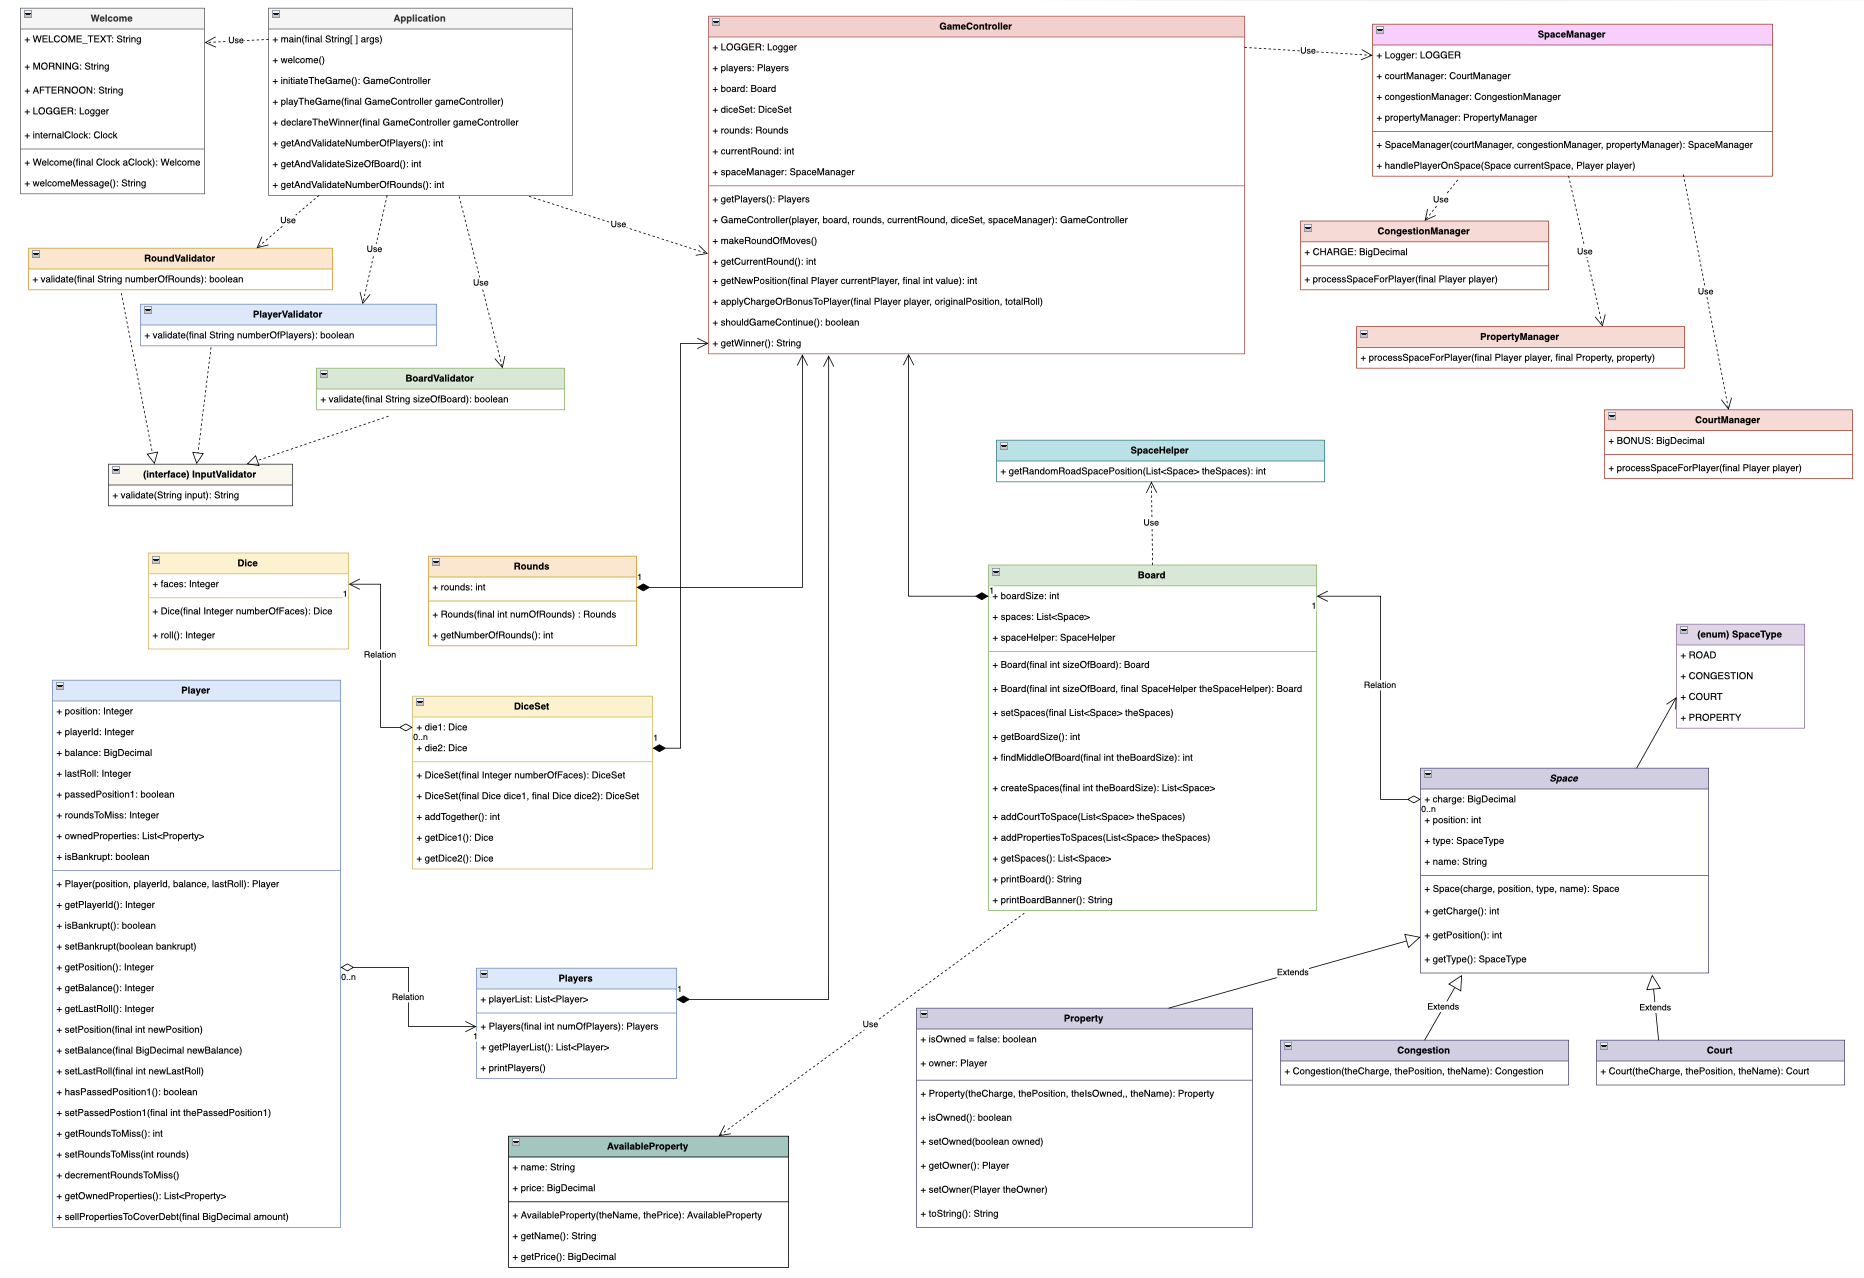 Welcome
+ WELCOME_TEXT: String
+ MORNING: String
+ AFTERNOON: String
+ LOGGER: Logger
+ internalClock: Clock
+ Welcome(final Clock aClock): Welcome
+ welcomeMessage(): String
Use
Application
+ main(final String[ ] args)
+ welcome()
+ initiateTheGame(): GameController
+ playTheGame(final GameController gameController)
+ declareTheWinner(final GameController gameController
+ getAndValidateNumberOfPlayers(): int
+ getAndValidateSizeOfBoard(): int
+ getAndValidateNumberOfRounds(): int
Use
Use
Use
Use
GameController
+ LOGGER: Logger
+ players: Players
+ board: Board
+ diceSet: DiceSet
+ rounds: Rounds
+ currentRound: int
+ spaceManager: SpaceManager
+ getPlayers(): Players
+ GameController(player, board, rounds, currentRound, diceSet, spaceManager): GameController
+ makeRoundOfMoves()
+ getCurrentRound(): int
+ getNewPosition(final Player currentPlayer, final int value): int
+ applyChargeOrBonusToPlayer(final Player player, originalPosition, totalRoll)
+ shouldGameContinue(): boolean
+ getWinner(): String
Use
SpaceManager
+ Logger: LOGGER
+ courtManager: CourtManager
+ congestionManager: CongestionManager
+ propertyManager: PropertyManager
+ SpaceManager(courtManager, congestionManager, propertyManager): SpaceManager
+ handlePlayerOnSpace(Space currentSpace, Player player)
Use
Use
Use
CongestionManager
+ CHARGE: BigDecimal
+ processSpaceForPlayer(final Player player)
PropertyManager
+ processSpaceForPlayer(final Player player, final Property, property)
CourtManager
+ BONUS: BigDecimal
+ processSpaceForPlayer(final Player player)
RoundValidator
+ validate(final String numberOfRounds): boolean
PlayerValidator
+ validate(final String numberOfPlayers): boolean
BoardValidator
+ validate(final String sizeOfBoard): boolean
(interface) InputValidator
+ validate(String input): String
SpaceHelper
+ getRandomRoadSpacePosition(List<Space> theSpaces): int
Use
Dice
+ faces: Integer
1
+ Dice(final Integer numberOfFaces): Dice
+ roll(): Integer
Relation
Rounds
1
+ rounds: int
+ Rounds(final int numOfRounds) : Rounds
+ getNumberOfRounds(): int
DiceSet
+ die1: Dice
0..n
1
+ die2: Dice
+ DiceSet(final Integer numberOfFaces): DiceSet
+ DiceSet(final Dice dice1, final Dice dice2): DiceSet
+ addTogether(): int
+ getDice1(): Dice
+ getDice2(): Dice
Board
1
+ boardSize: int
1
+ spaces: List<Space>
+ spaceHelper: SpaceHelper
+ Board(final int sizeOfBoard): Board
+ Board(final int sizeOfBoard, final SpaceHelper theSpaceHelper): Board
+ setSpaces(final List<Space> theSpaces)
+ getBoardSize(): int
+ findMiddleOfBoard(final int theBoardSize): int
+ createSpaces(final int theBoardSize): List<Space>
+ addCourtToSpace(List<Space> theSpaces)
+ addPropertiesToSpaces(List<Space> theSpaces)
+ getSpaces(): List<Space>
+ printBoard(): String
+ printBoardBanner(): String
Relation
(enum) SpaceType
+ ROAD
+ CONGESTION
+ COURT
+ PROPERTY
Space
+ charge: BigDecimal
0..n
+ position: int
+ type: SpaceType
+ name: String
+ Space(charge, position, type, name): Space
+ getCharge(): int
+ getPosition(): int
+ getType(): SpaceType
Extends
Extends
Extends
Player
+ position: Integer
+ playerId: Integer
+ balance: BigDecimal
+ lastRoll: Integer
+ passedPosition1: boolean
+ roundsToMiss: Integer
+ ownedProperties: List<Property>
+ isBankrupt: boolean
+ Player(position, playerId, balance, lastRoll): Player
+ getPlayerId(): Integer
+ isBankrupt(): boolean
+ setBankrupt(boolean bankrupt)
+ getPosition(): Integer
+ getBalance(): Integer
+ getLastRoll(): Integer
+ setPosition(final int newPosition)
+ setBalance(final BigDecimal newBalance)
+ setLastRoll(final int newLastRoll)
+ hasPassedPosition1(): boolean
+ setPassedPostion1(final int thePassedPosition1)
+ getRoundsToMiss(): int
+ setRoundsToMiss(int rounds)
+ decrementRoundsToMiss()
+ getOwnedProperties(): List<Property>
+ sellPropertiesToCoverDebt(final BigDecimal amount)
0..n
Relation
1
Players
1
+ playerList: List<Player>
+ Players(final int numOfPlayers): Players
+ getPlayerList(): List<Player>
+ printPlayers()
Use
AvailableProperty
+ name: String
+ price: BigDecimal
+ AvailableProperty(theName, thePrice): AvailableProperty
+ getName(): String
+ getPrice(): BigDecimal
Property
+ isOwned = false: boolean
+ owner: Player
+ Property(theCharge, thePosition, theIsOwned,, theName): Property
+ isOwned(): boolean
+ setOwned(boolean owned)
+ getOwner(): Player
+ setOwner(Player theOwner)
+ toString(): String
Congestion
+ Congestion(theCharge, thePosition, theName): Congestion
Court
+ Court(theCharge, thePosition, theName): Court